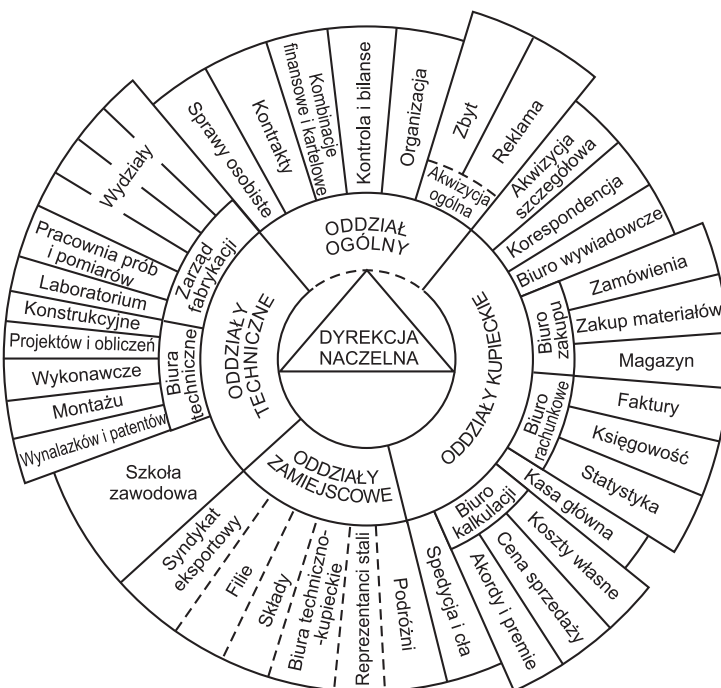 DYREKCJA
NACZELNA
ODDZIAŁ
OGÓLNY
Sprawy osobiste
Kontrakty
Kombinacje
finansowe i kartelowe
Kontrola i bilanse
Organizacja
ODDZIAŁY KUPIECKIE
Akwizycja
ogólna
Zbyt
Reklama
Akwizycja
szczegółowa
Korespondencja
Biuro wywiadowcze
Biuro
zakupu
Zamówienia
Zakup materiałów
Magazyn
Biuro
rachunkowe
Faktury
Księgowość
Statystyka
Kasa główna
Biuro
kalkulacji
Koszty własne
Cena sprzedaży
Akordy i premie
Spedycja i cła
ODDZIAŁY
ZAMIEJSCOWE
Podróżni
Reprezentanci stali
Biura techniczno-
-kupieckie
Składy
Filie
Syndykat
eksportowy
ODDZIAŁY
TECHNICZNE
Szkoła
zawodowa
Biura
techniczne
Wynalazków i patentów
Montażu
Wykonawcze
Projektów i obliczeń
Konstrukcyjne
Zarząd
fabrykacji
Laboratorium
Pracownia prób
i pomiarów
Wydziały